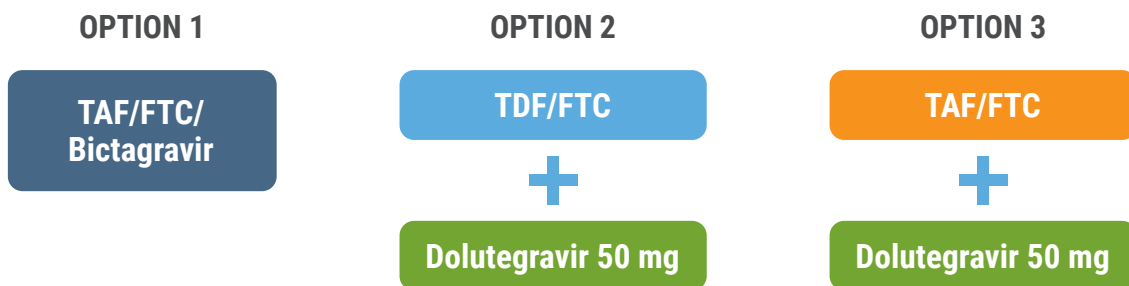 OPTION 1
TAF/FTC/
Bictagravir
OPTION 2
TDF/FTC
+
Dolutegravir 50 mg
OPTION 3
TAF/FTC
+
Dolutegravir 50 mg